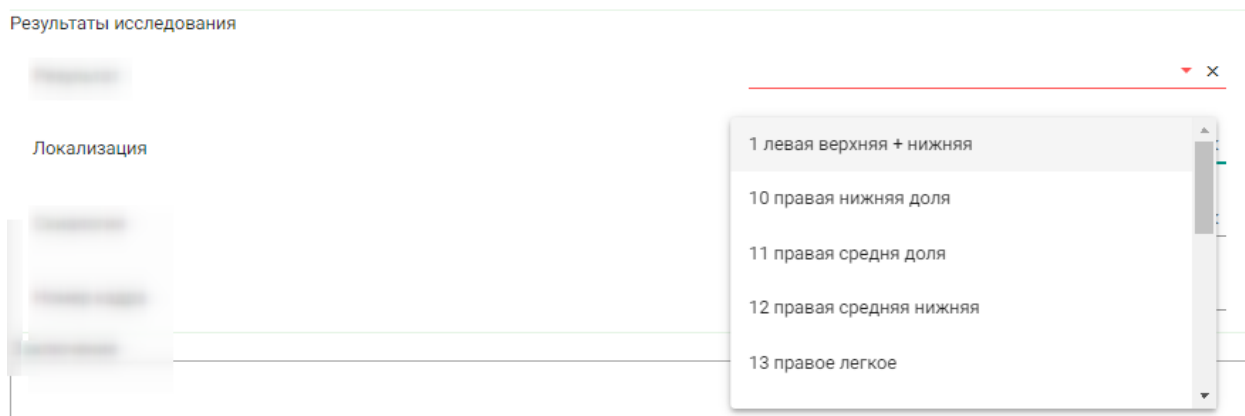 Результаты исследования
Локализация
1 левая верхняя + нижняя
10 правая нижняя доля
11 правая средня доля
12 правая средняя нижняя
13 правое легкое